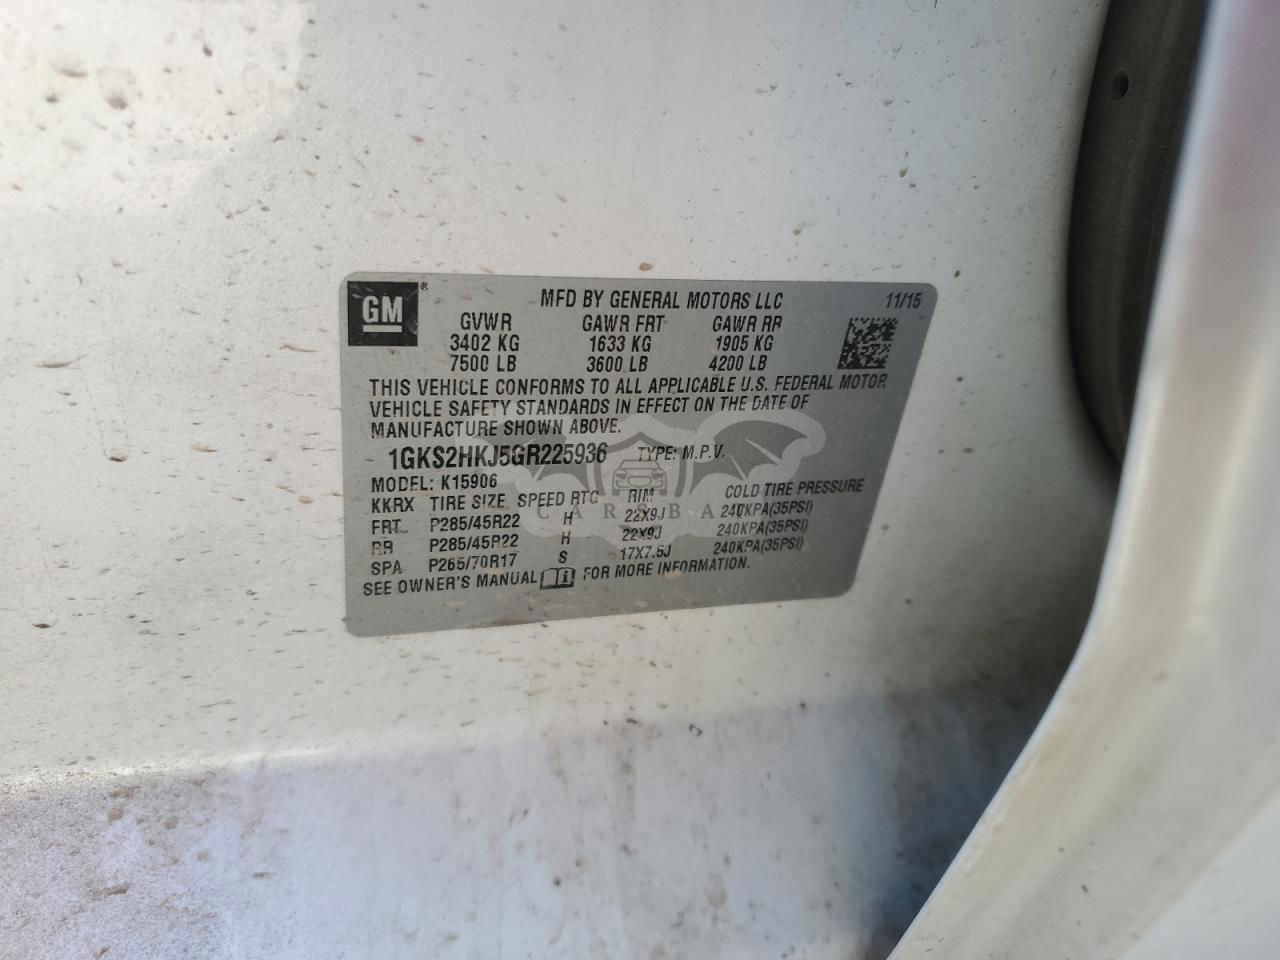 GM ® MFD BY GENERAL MOTORS LLC 11/15
GVWR GAWR FRT GAWR RR
3402 KG 1633 KG 1905 KG
7500 LB 3600 LB 4200 LB
THIS VEHICLE CONFORMS TO ALL APPLICABLE U.S. FEDERAL MOTOR
VEHICLE SAFETY STANDARDS IN EFFECT ON THE DATE OF
MANUFACTURE SHOWN ABOVE.
1GKS2HKJ5GR225936 TYPE: M.P.V.
MODEL: K15906
KKRX TIRE SIZE SPEED RTG RIM COLD TIRE PRESSURE
FRT P285/45R22 H 22X9J 240KPA(35PSI)
RR P285/45R22 H 22X9J 240KPA(35PSI)
SPA P265/70R17 S 17X7.5J 240KPA(35PSI)
SEE OWNER'S MANUAL FOR MORE INFORMATION.